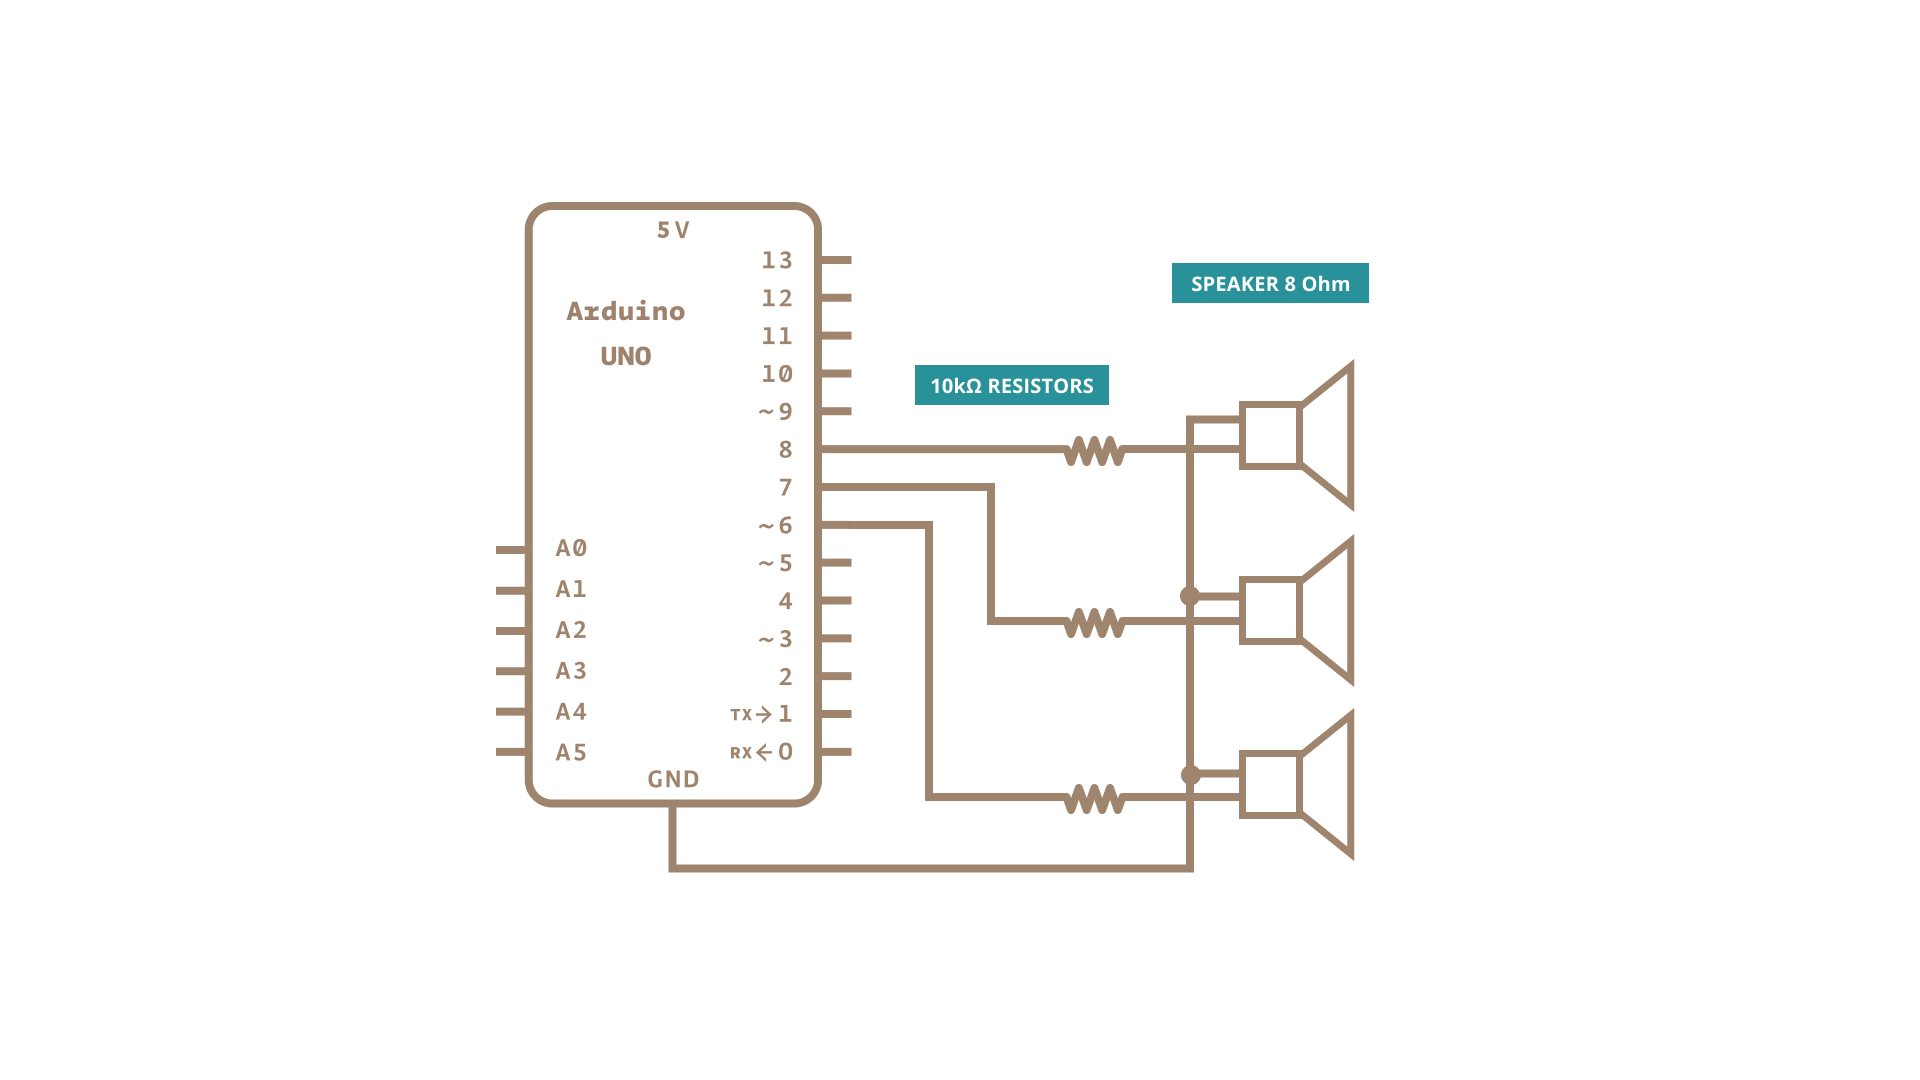 5V
Arduino
UNO
13
12
11
10
~9
8
7
~6
~5
4
~3
2
TX→1
RX←0
A0
A1
A2
A3
A4
A5
GND
10kΩ RESISTORS
SPEAKER 8 Ohm